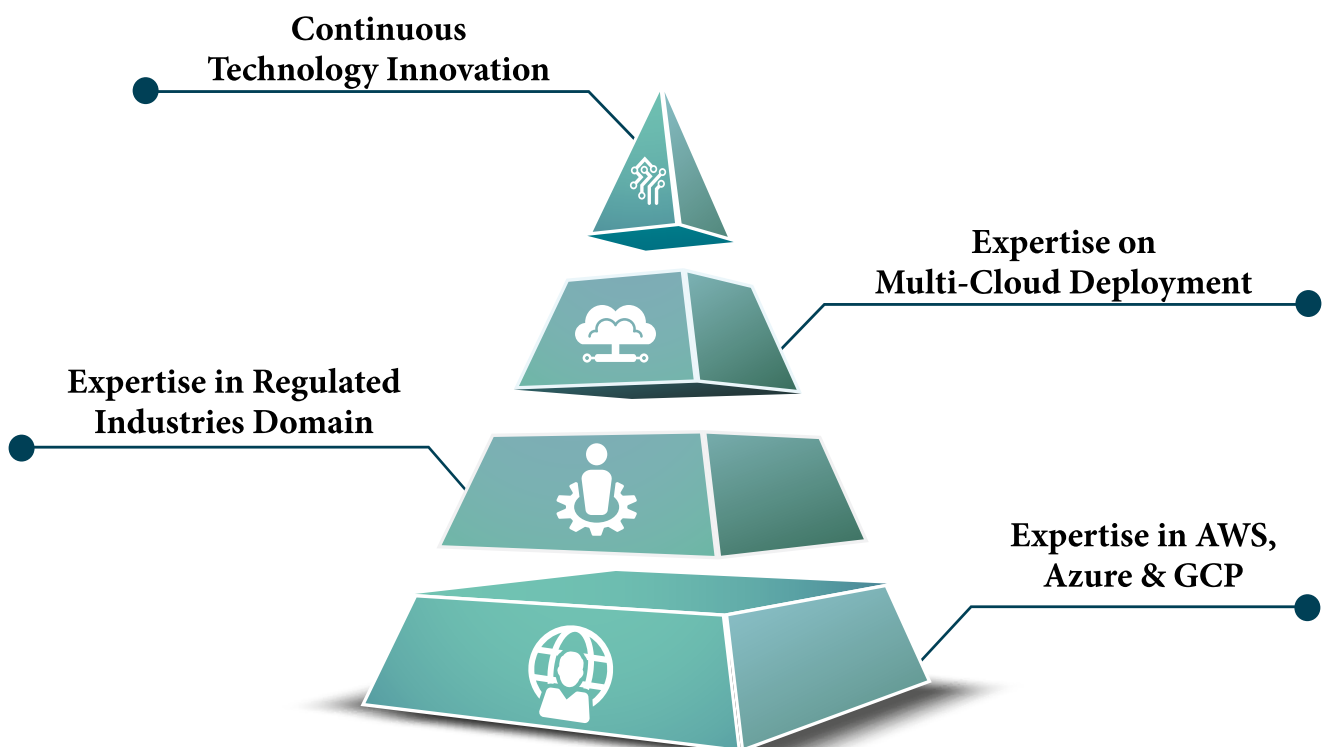 Continuous
Technology Innovation
Expertise on
Multi-Cloud Deployment
Expertise in Regulated
Industries Domain
Expertise in AWS,
Azure & GCP